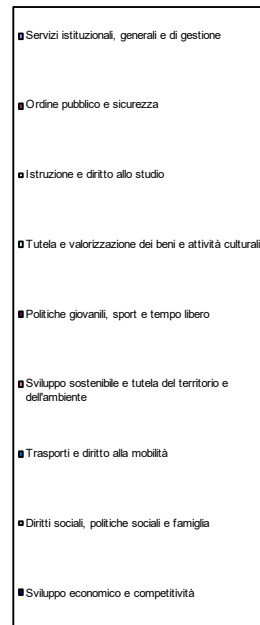 Servizi istituzionali, generali e di gestione
Ordine pubblico e sicurezza
Istruzione e diritto allo studio
Tutela e valorizzazione dei beni e attività culturali
Politiche giovanili, sport e tempo libero
Sviluppo sostenibile e tutela del territorio e
dell'ambiente
Trasporti e diritto alla mobilità
Diritti sociali, politiche sociali e famiglia
Sviluppo economico e competitività